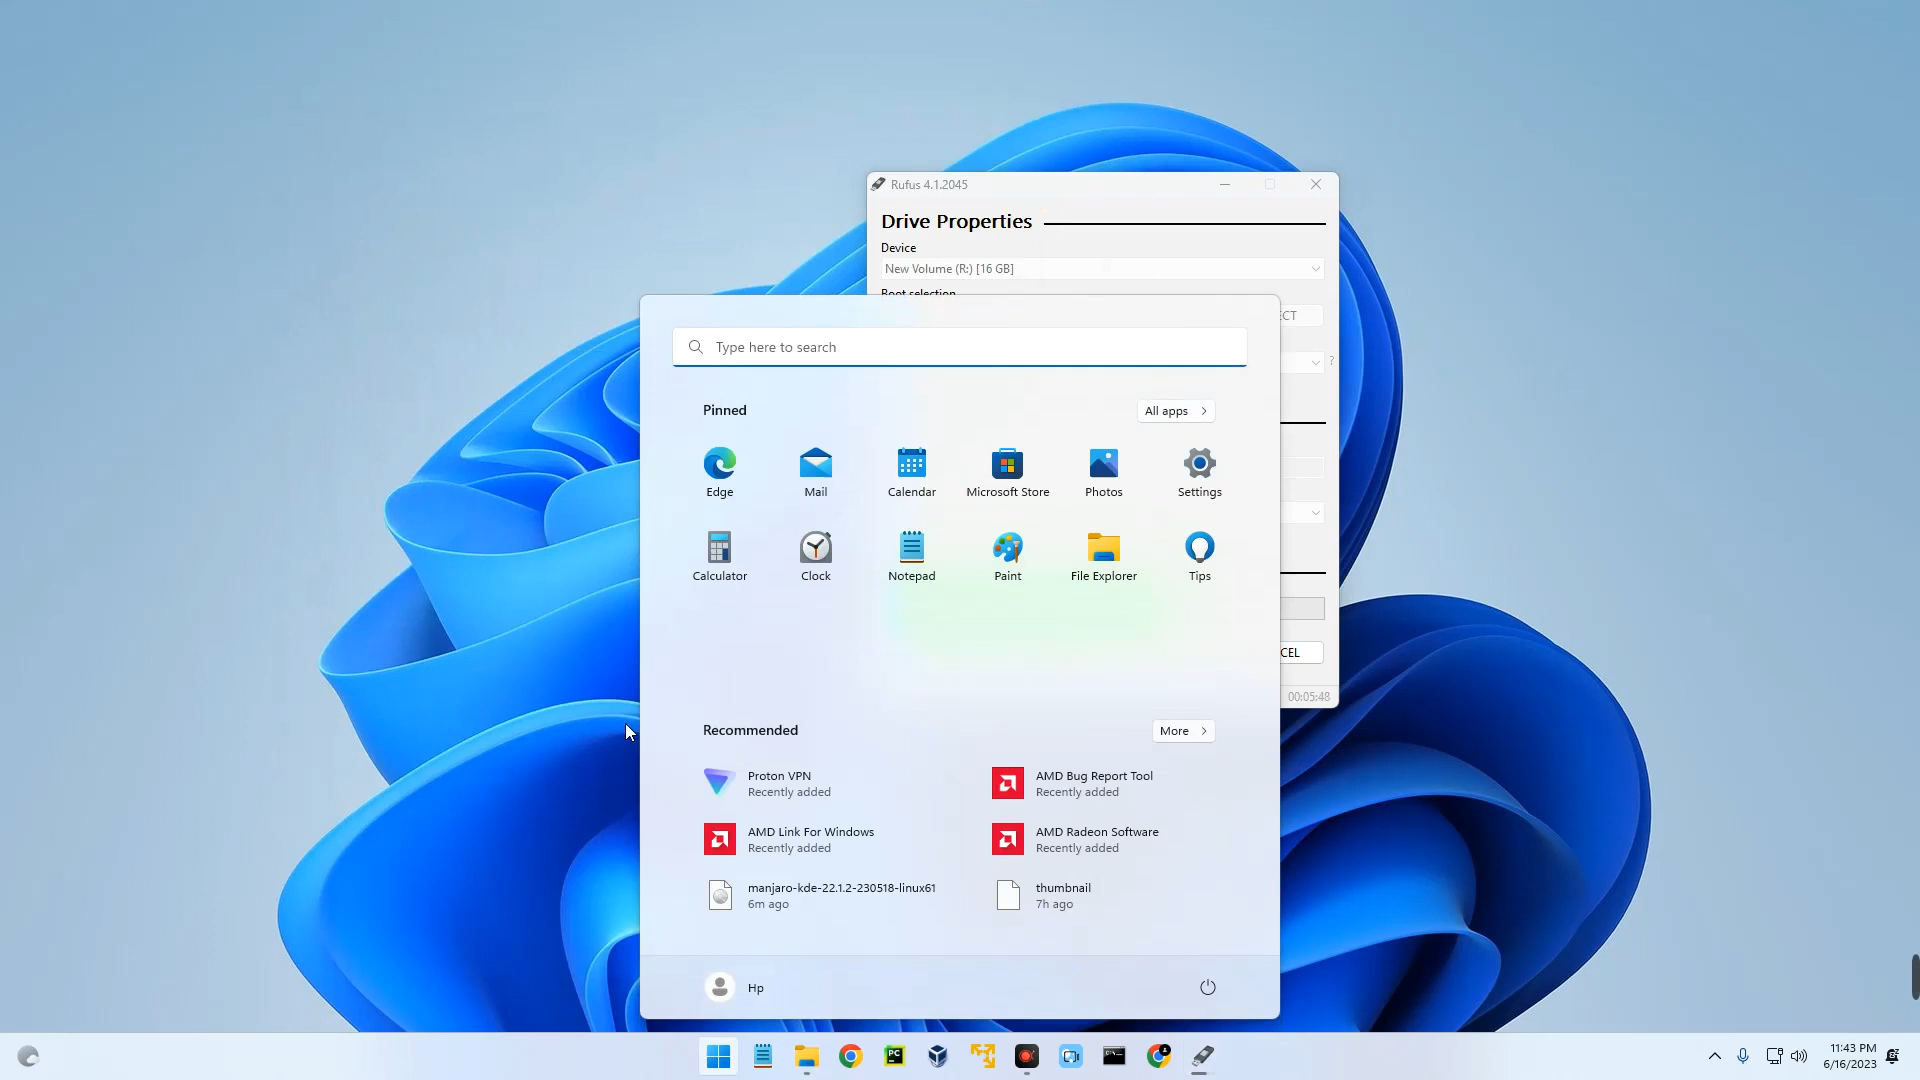 Rufus 4.1.2045
Drive Properties
Device
New Volume (R:) [16 GB]
Boot selection
ECT
?
Type here to search
Pinned
All apps
Edge
Mail
Calendar
Microsoft Store
Photos
Settings
Calculator
Clock
Notepad
Paint
File Explorer
Tips
CEL
00:05:48
Recommended
More
Proton VPN
Recently added
AMD Bug Report Tool
Recently added
AMD Link For Windows
Recently added
AMD Radeon Software
Recently added
manjaro-kde-22.1.2-230518-linux61
6m ago
thumbnail
7h ago
Hp
PC
11:43 PM
6/16/2023